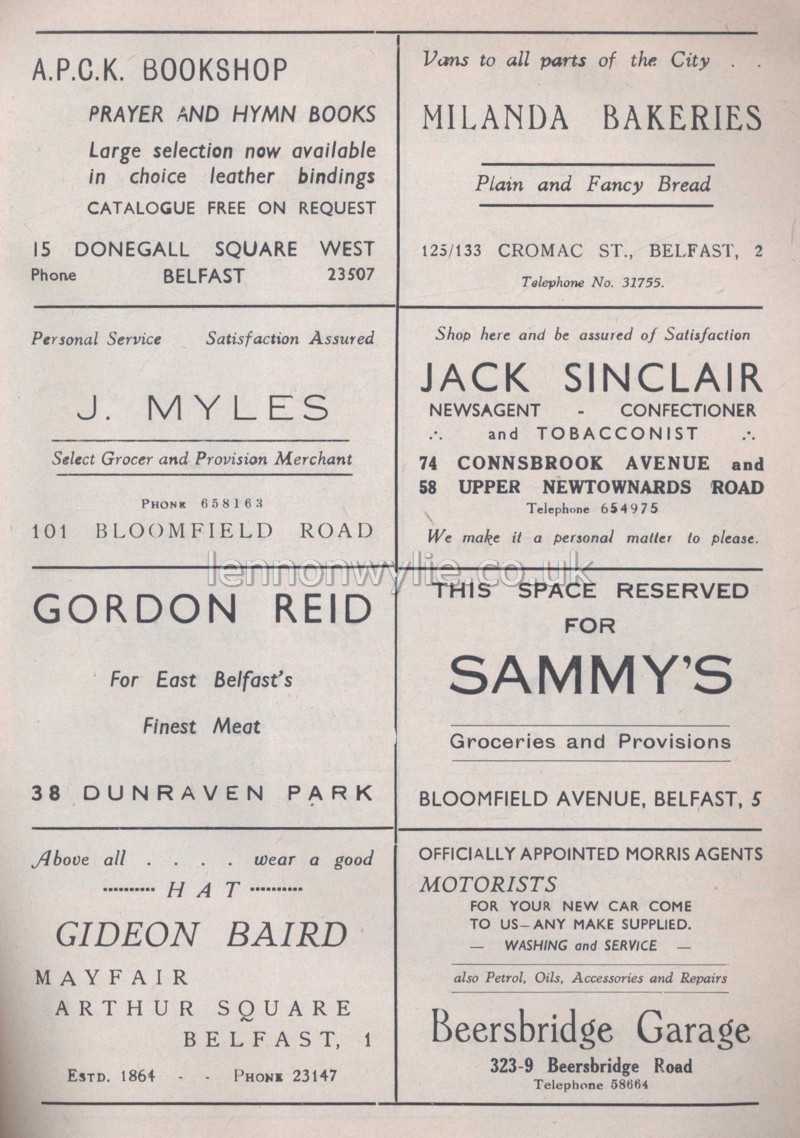 A.P.C.K. BOOKSHOP
PRAYER AND HYMN BOOKS
Large selection now available
in choice leather bindings
CATALOGUE FREE ON REQUEST
15 DONEGALL SQUARE WEST
Phone BELFAST 23507
Vans to all parts of the City . .
MILANDA BAKERIES
Plain and Fancy Bread
125/133 CROMAC ST., BELFAST, 2
Telephone No. 31755.
Personal Service Satisfaction Assured
J. MYLES
Select Grocer and Provision Merchant
PHONE 658163
101 BLOOMFIELD ROAD
Shop here and be assured of Satisfaction
JACK SINCLAIR
NEWSAGENT - CONFECTIONER
∴ and TOBACCONIST ∴
74 CONNSBROOK AVENUE and
58 UPPER NEWTOWNARDS ROAD
Telephone 654975
We make it a personal matter to please.
lennonwylie.co.uk
GORDON REID
For East Belfast's
Finest Meat
38 DUNRAVEN PARK
THIS SPACE RESERVED
FOR
SAMMY'S
Groceries and Provisions
BLOOMFIELD AVENUE, BELFAST, 5
Above all . . . . wear a good
·········· HAT ··········
GIDEON BAIRD
MAYFAIR
ARTHUR SQUARE
BELFAST, 1
ESTD. 1864 - - PHONE 23147
OFFICIALLY APPOINTED MORRIS AGENTS
MOTORISTS
FOR YOUR NEW CAR COME
TO US—ANY MAKE SUPPLIED.
— WASHING and SERVICE —
also Petrol, Oils, Accessories and Repairs
Beersbridge Garage
323-9 Beersbridge Road
Telephone 58664